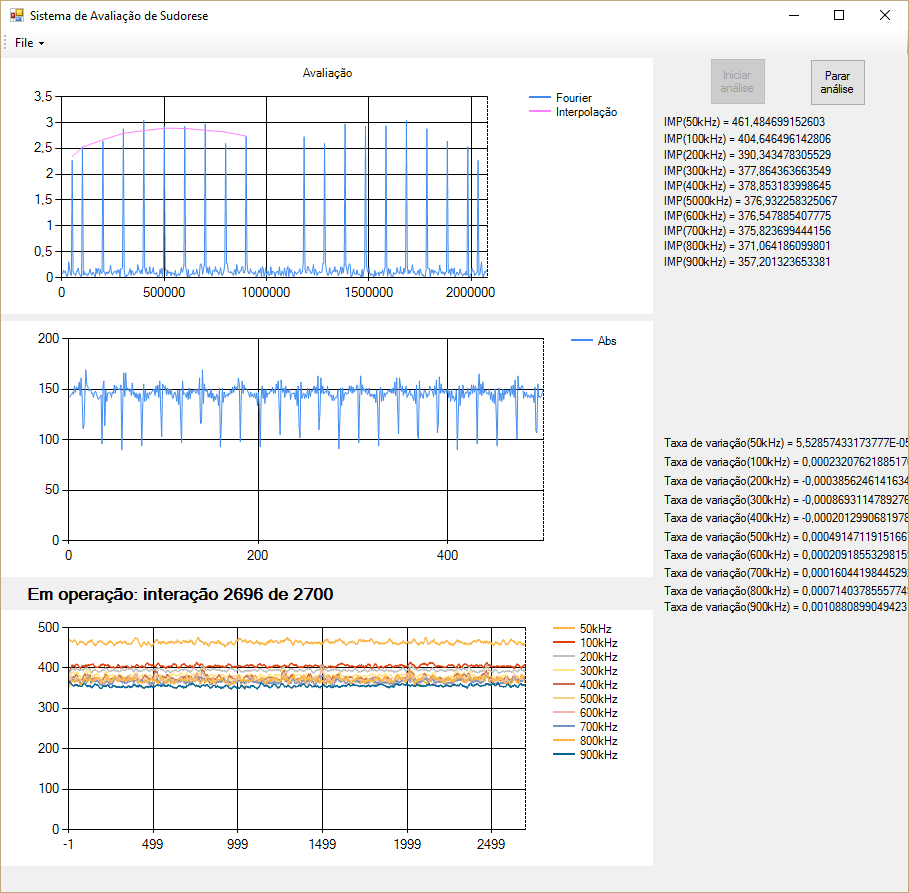 Sistema de Avaliação de Sudorese
File
Avaliação
3,5
3
2,5
2
1,5
1
0,5
0
0 500000 1000000 1500000 2000000
Fourier
Interpolação
Iniciar
análise
Parar
análise
IMP(50kHz) = 461,484699152603
IMP(100kHz) = 404,646496142806
IMP(200kHz) = 390,343478305529
IMP(300kHz) = 377,864363663549
IMP(400kHz) = 378,853183998645
IMP(5000kHz) = 376,932258325067
IMP(600kHz) = 376,547885407775
IMP(700kHz) = 375,823699444156
IMP(800kHz) = 371,064186099801
IMP(900kHz) = 357,201323653381
200
150
100
50
0
0 200 400
Abs
Taxa de variação(50kHz) = 5,52857433173777E-05
Taxa de variação(100kHz) = 0,000232076218851
Taxa de variação(200kHz) = -0,0003856246141634
Taxa de variação(300kHz) = -0,0008693114789276
Taxa de variação(400kHz) = -0,0002012990681978
Taxa de variação(500kHz) = 0,000491471191516
Taxa de variação(600kHz) = 0,000209185532981
Taxa de variação(700kHz) = 0,000160441984452
Taxa de variação(800kHz) = 0,000714037855577
Taxa de variação(900kHz) = 0,0010880899049423
Em operação: interação 2696 de 2700
500
400
300
200
100
0
-1 499 999 1499 1999 2499
50kHz
100kHz
200kHz
300kHz
400kHz
500kHz
600kHz
700kHz
800kHz
900kHz